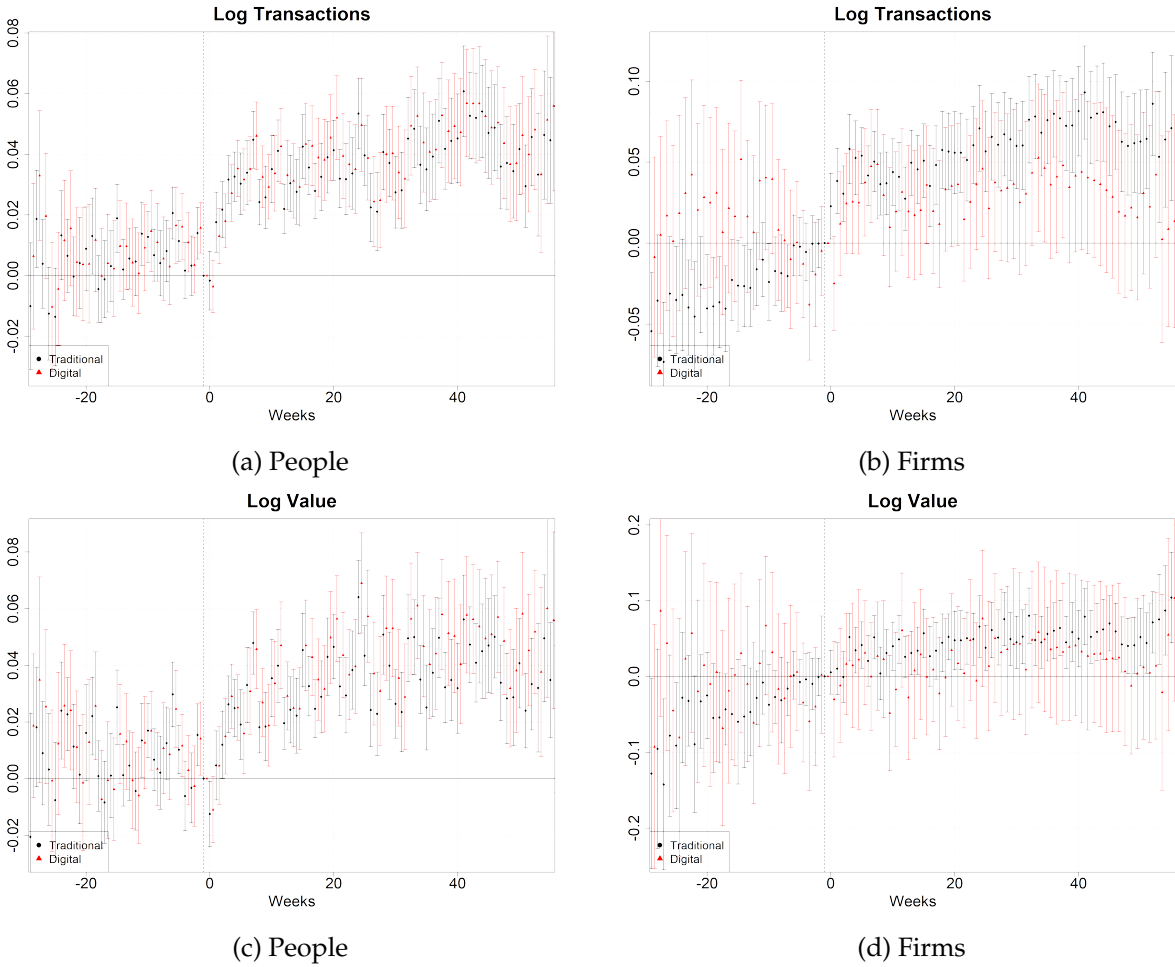 Log Transactions
0.08
0.06
0.04
0.02
0.00
-0.02
Traditional
Digital
-20 0 20 40
Weeks
(a) People
Log Transactions
0.10
0.05
0.00
-0.05
Traditional
Digital
-20 0 20 40
Weeks
(b) Firms
Log Value
0.08
0.06
0.04
0.02
0.00
-0.02
Traditional
Digital
-20 0 20 40
Weeks
(c) People
Log Value
0.2
0.1
0.0
-0.1
-0.2
Traditional
Digital
-20 0 20 40
Weeks
(d) Firms